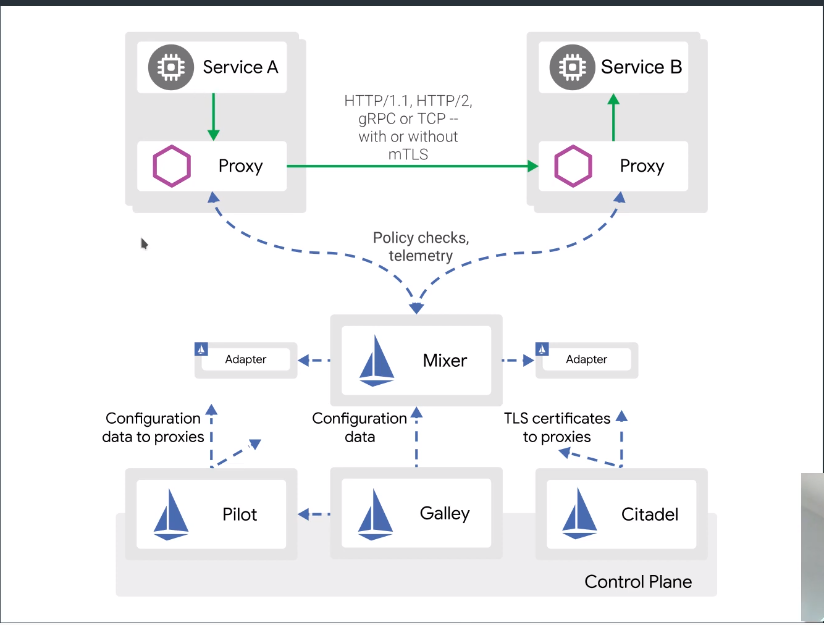 Service A
Service B
HTTP/1.1, HTTP/2,
gRPC or TCP --
with or without
mTLS
Proxy
Proxy
Policy checks,
telemetry
Adapter
Mixer
Adapter
Configuration
data to proxies
Configuration
data
TLS certificates
to proxies
Pilot
Galley
Citadel
Control Plane